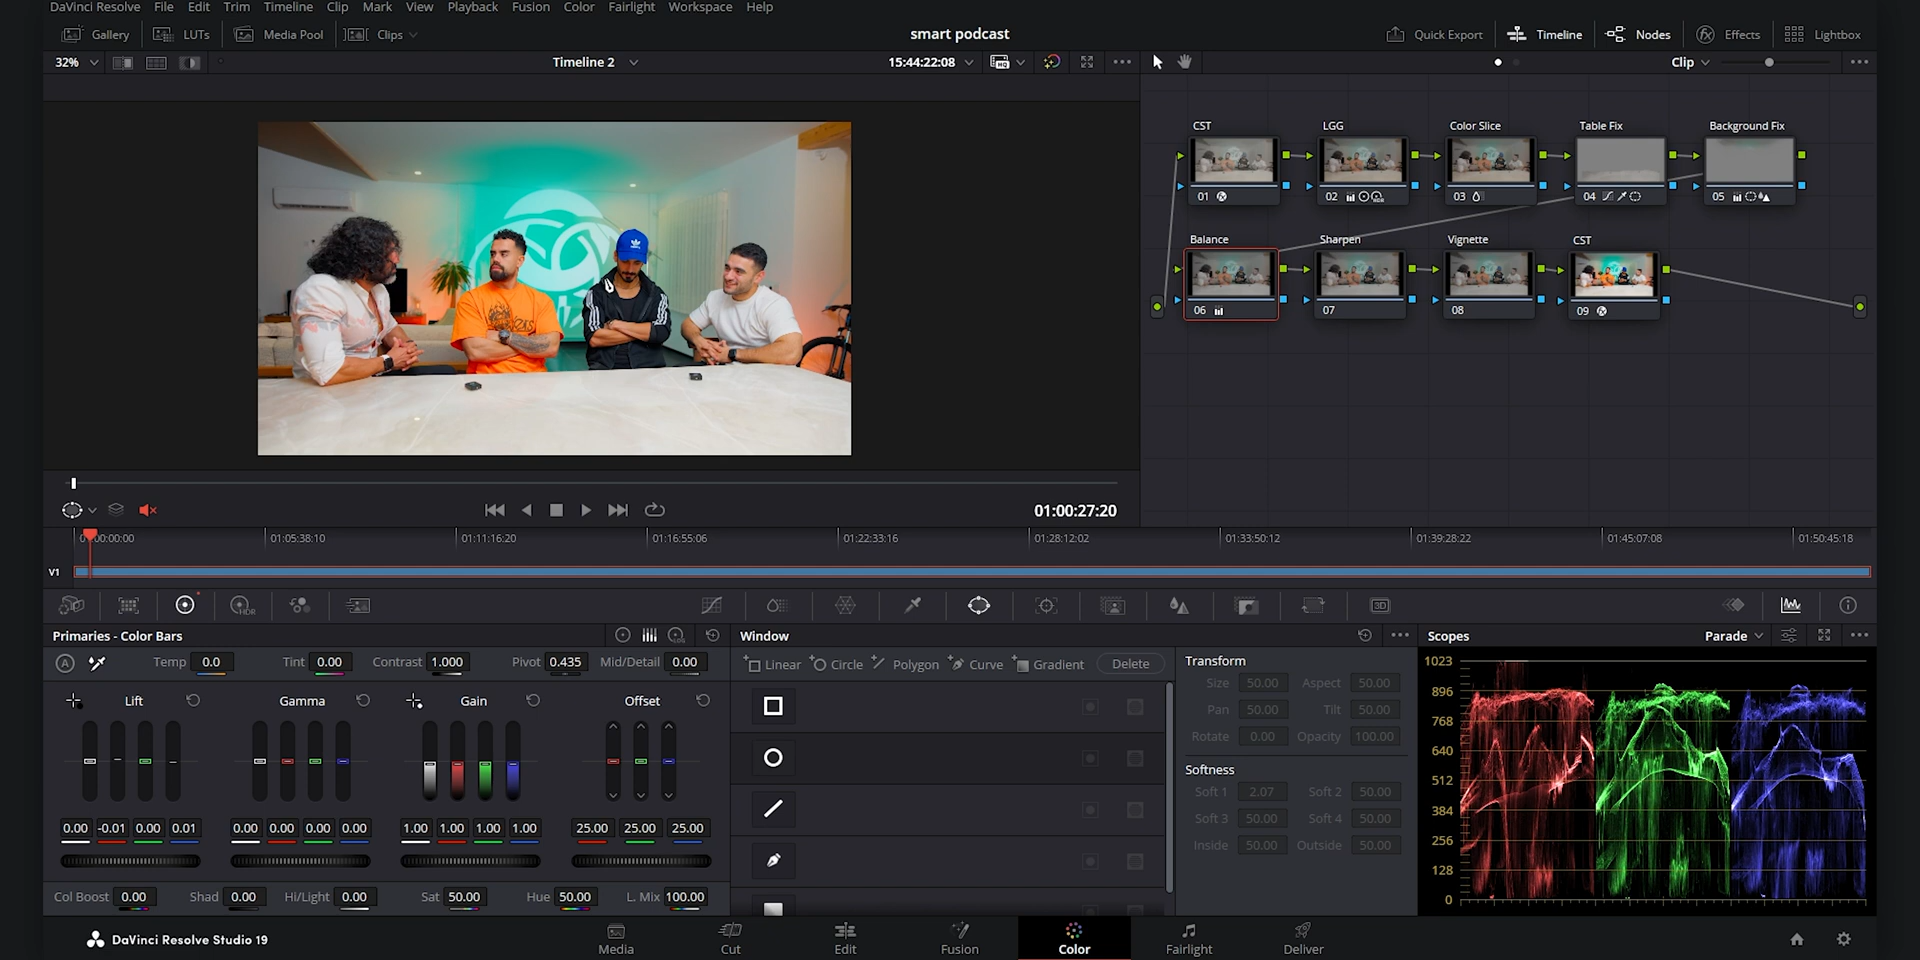 DaVinci Resolve File Edit Trim Timeline Clip Mark View Playback Fusion Color Fairlight Workspace Help
Gallery LUTs Media Pool Clips smart podcast Quick Export Timeline Nodes Effects Lightbox
32% Timeline 2 15:44:22:08 Clip
CST LGG Color Slice Table Fix Background Fix
01 02 03 04 05
Balance Sharpen Vignette CST
06 07 08 09
01:00:27:20
01:05:38:10 01:11:16:20 01:16:55:06 01:22:33:16 01:28:12:02 01:33:50:12 01:39:28:22 01:45:07:08 01:50:45:18
V1
Primaries - Color Bars Window Scopes Parade
A Temp 0.0 Tint 0.00 Contrast 1.000 Pivot 0.435 Mid/Detail 0.00
Linear Circle Polygon Curve Gradient Delete
Lift Gamma Gain Offset
0.00 -0.01 0.00 0.01 0.00 0.00 0.00 0.00 1.00 1.00 1.00 1.00 25.00 25.00 25.00
Col Boost 0.00 Shad 0.00 Hi/Light 0.00 Sat 50.00 Hue 50.00 L. Mix 100.00
Transform
Size 50.00 Aspect 50.00
Pan 50.00 Tilt 50.00
Rotate 0.00 Opacity 100.00
Softness
Soft 1 2.07 Soft 2 50.00
Soft 3 50.00 Soft 4 50.00
Inside 50.00 Outside 50.00
1023
896
768
640
512
384
256
128
0
DaVinci Resolve Studio 19
Media Cut Edit Fusion Color Fairlight Deliver